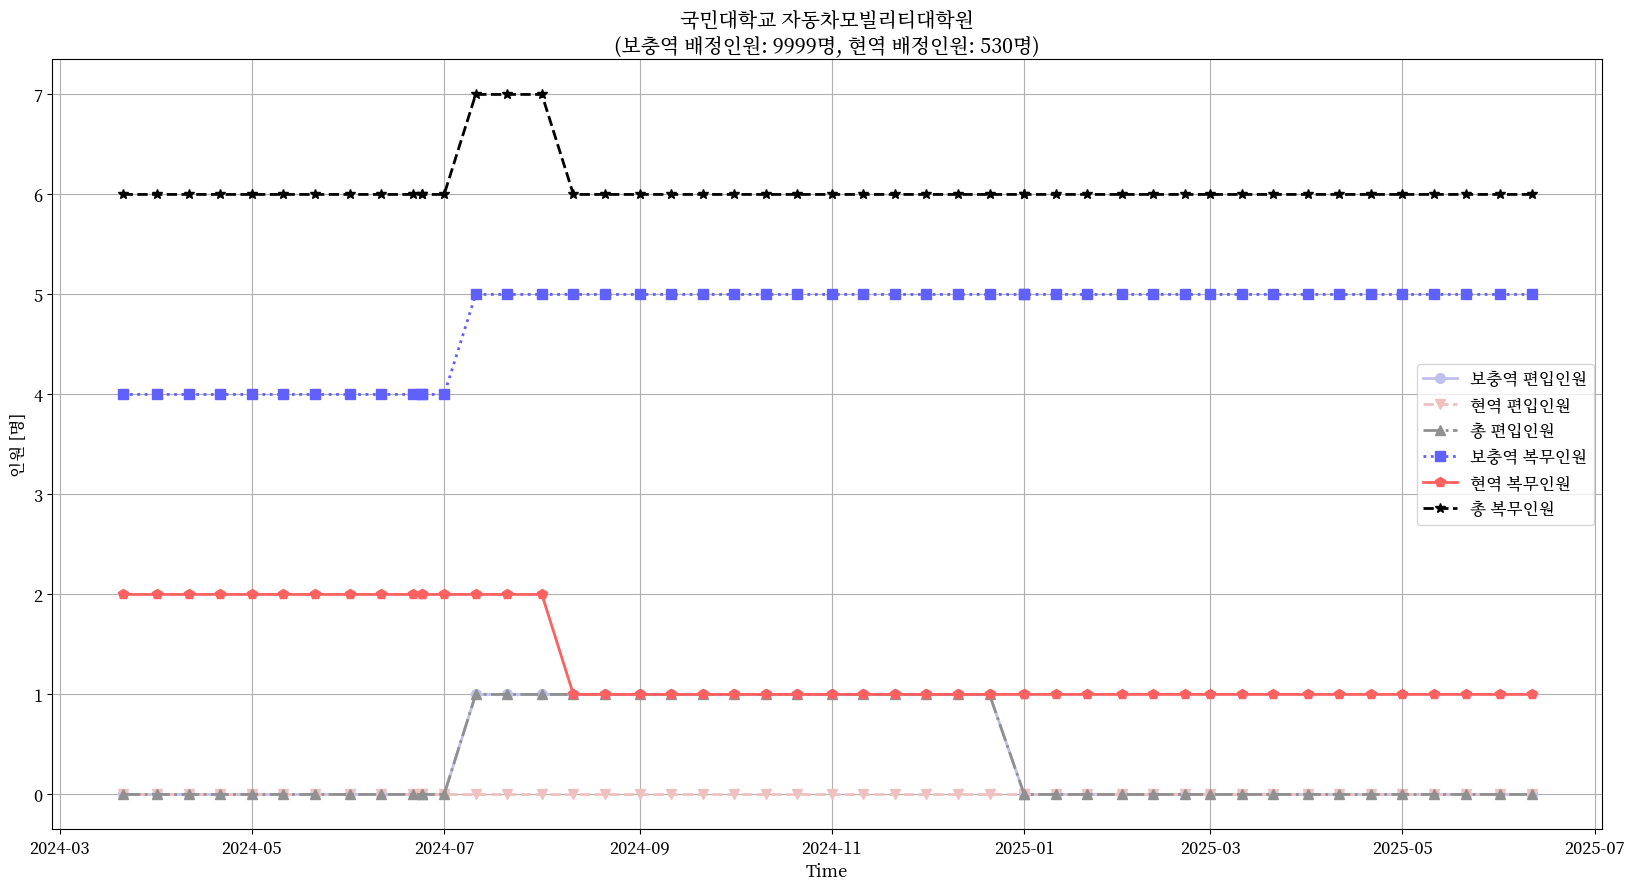 국민대학교 자동차모빌리티대학원
(보충역 배정인원: 9999명, 현역 배정인원: 530명)
인원 [명]
7
6
5
4
3
2
1
0
보충역 편입인원
현역 편입인원
총 편입인원
보충역 복무인원
현역 복무인원
총 복무인원
2024-03 2024-05 2024-07 2024-09 2024-11 2025-01 2025-03 2025-05 2025-07
Time